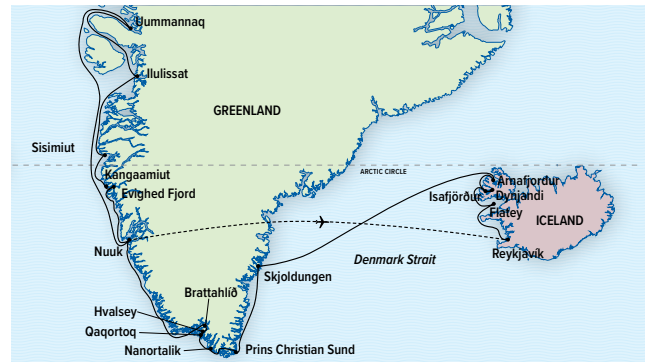 Uummannaq
Ilulissat
GREENLAND
Sisimiut
ARCTIC CIRCLE
Kangaamiut
Evighed Fjord
Arnafjorður
Isafjörður
Dynjandi
Flatey
ICELAND
Nuuk
Reykjavík
Denmark Strait
Skjoldungen
Brattahlíð
Hvalsey
Qaqortoq
Nanortalik
Prins Christian Sund